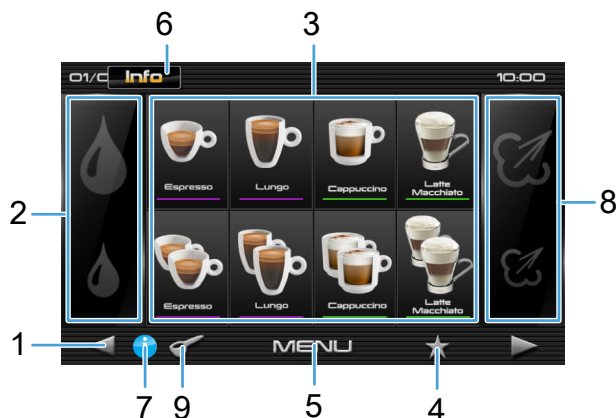 6 3
01/0 Info 10:00
Espresso Lungo Cappuccino Latte Macchiato
2 8
Espresso Lungo Cappuccino Latte Macchiato
1 MENU
7 9 5 4